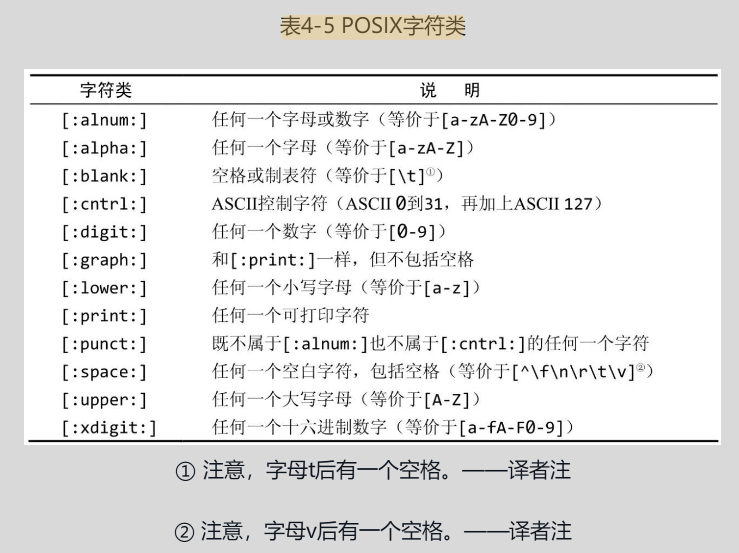 表4-5 POSIX字符类
字符类 说 明
[:alnum:] 任何一个字母或数字（等价于[a-zA-Z0-9]）
[:alpha:] 任何一个字母（等价于[a-zA-Z]）
[:blank:] 空格或制表符（等价于[\t]①）
[:cntrl:] ASCII控制字符（ASCII 0到31，再加上ASCII 127）
[:digit:] 任何一个数字（等价于[0-9]）
[:graph:] 和[:print:]一样，但不包括空格
[:lower:] 任何一个小写字母（等价于[a-z]）
[:print:] 任何一个可打印字符
[:punct:] 既不属于[:alnum:]也不属于[:cntrl:]的任何一个字符
[:space:] 任何一个空白字符，包括空格（等价于[^\f\n\r\t\v]②）
[:upper:] 任何一个大写字母（等价于[A-Z]）
[:xdigit:] 任何一个十六进制数字（等价于[a-fA-F0-9]）
① 注意，字母t后有一个空格。——译者注
② 注意，字母v后有一个空格。——译者注